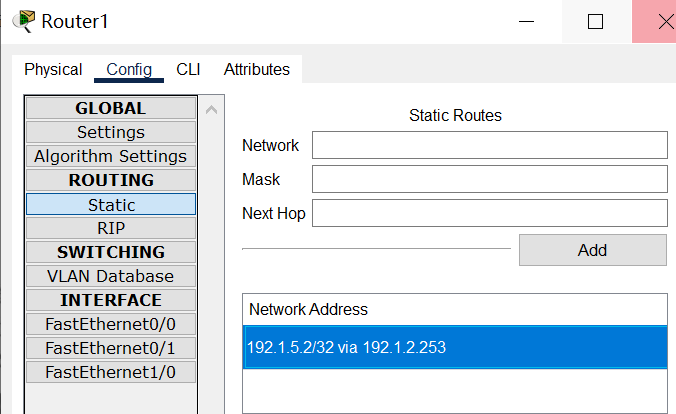 Router1
Physical Config CLI Attributes
GLOBAL
Settings
Algorithm Settings
ROUTING
Static
RIP
SWITCHING
VLAN Database
INTERFACE
FastEthernet0/0
FastEthernet0/1
FastEthernet1/0
Static Routes
Network
Mask
Next Hop
Add
Network Address
192.1.5.2/32 via 192.1.2.253